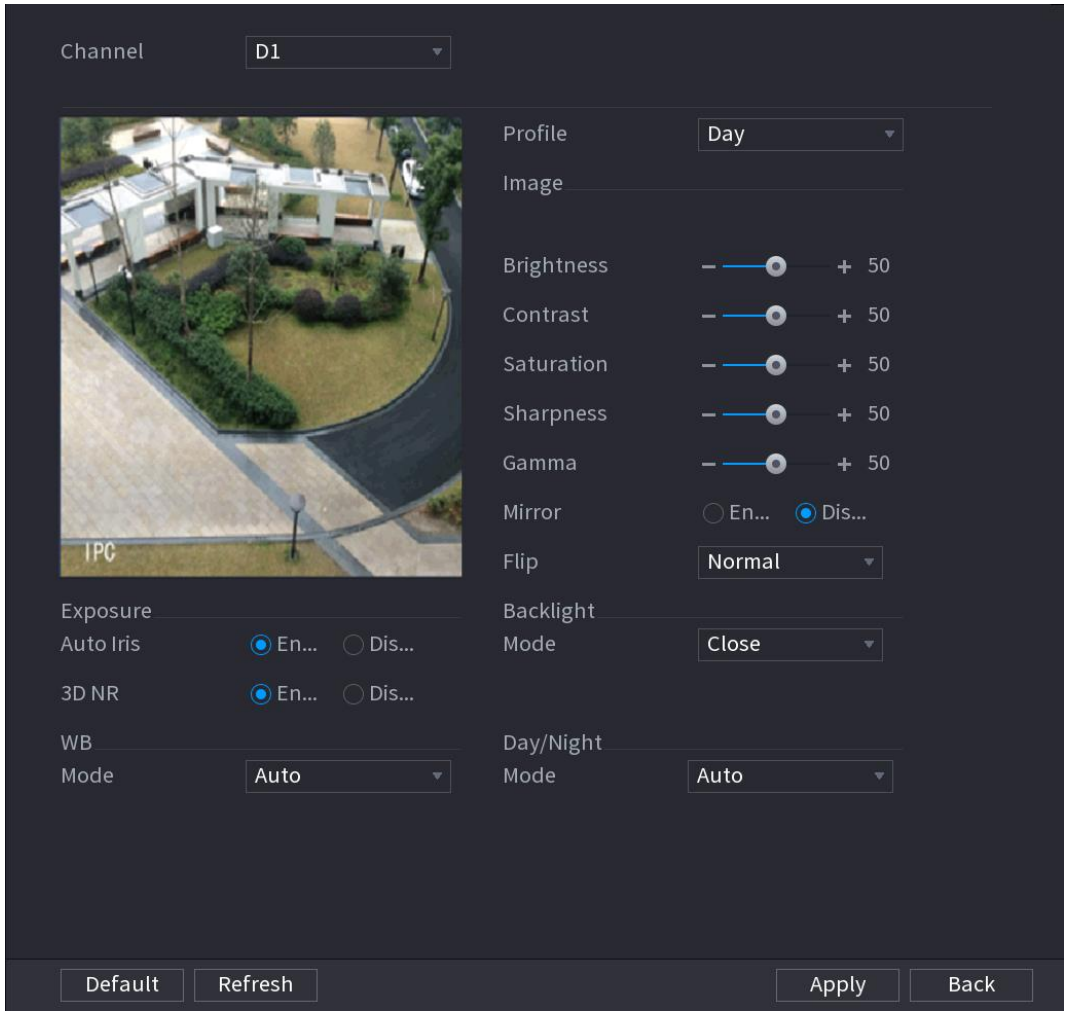 Channel D1
Profile Day
Image
Brightness 50
Contrast 50
Saturation 50
Sharpness 50
Gamma 50
Mirror En... Dis...
Flip Normal
IPC
Exposure
Auto Iris En... Dis...
3D NR En... Dis...
Backlight
Mode Close
WB
Mode Auto
Day/Night
Mode Auto
Default Refresh Apply Back